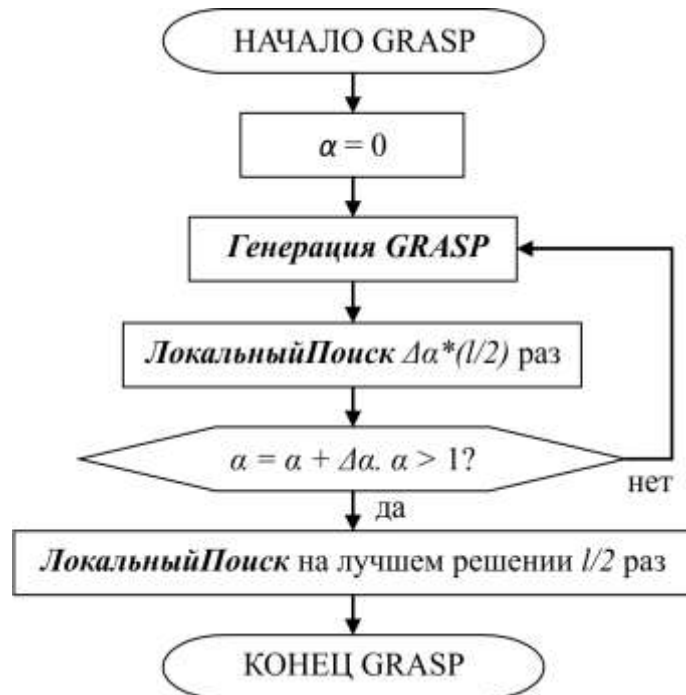 НАЧАЛО GRASP
α = 0
Генерация GRASP
ЛокальныйПоиск Δα*(l/2) раз
α = α + Δα. α > 1?
нет
да
ЛокальныйПоиск на лучшем решении l/2 раз
КОНЕЦ GRASP